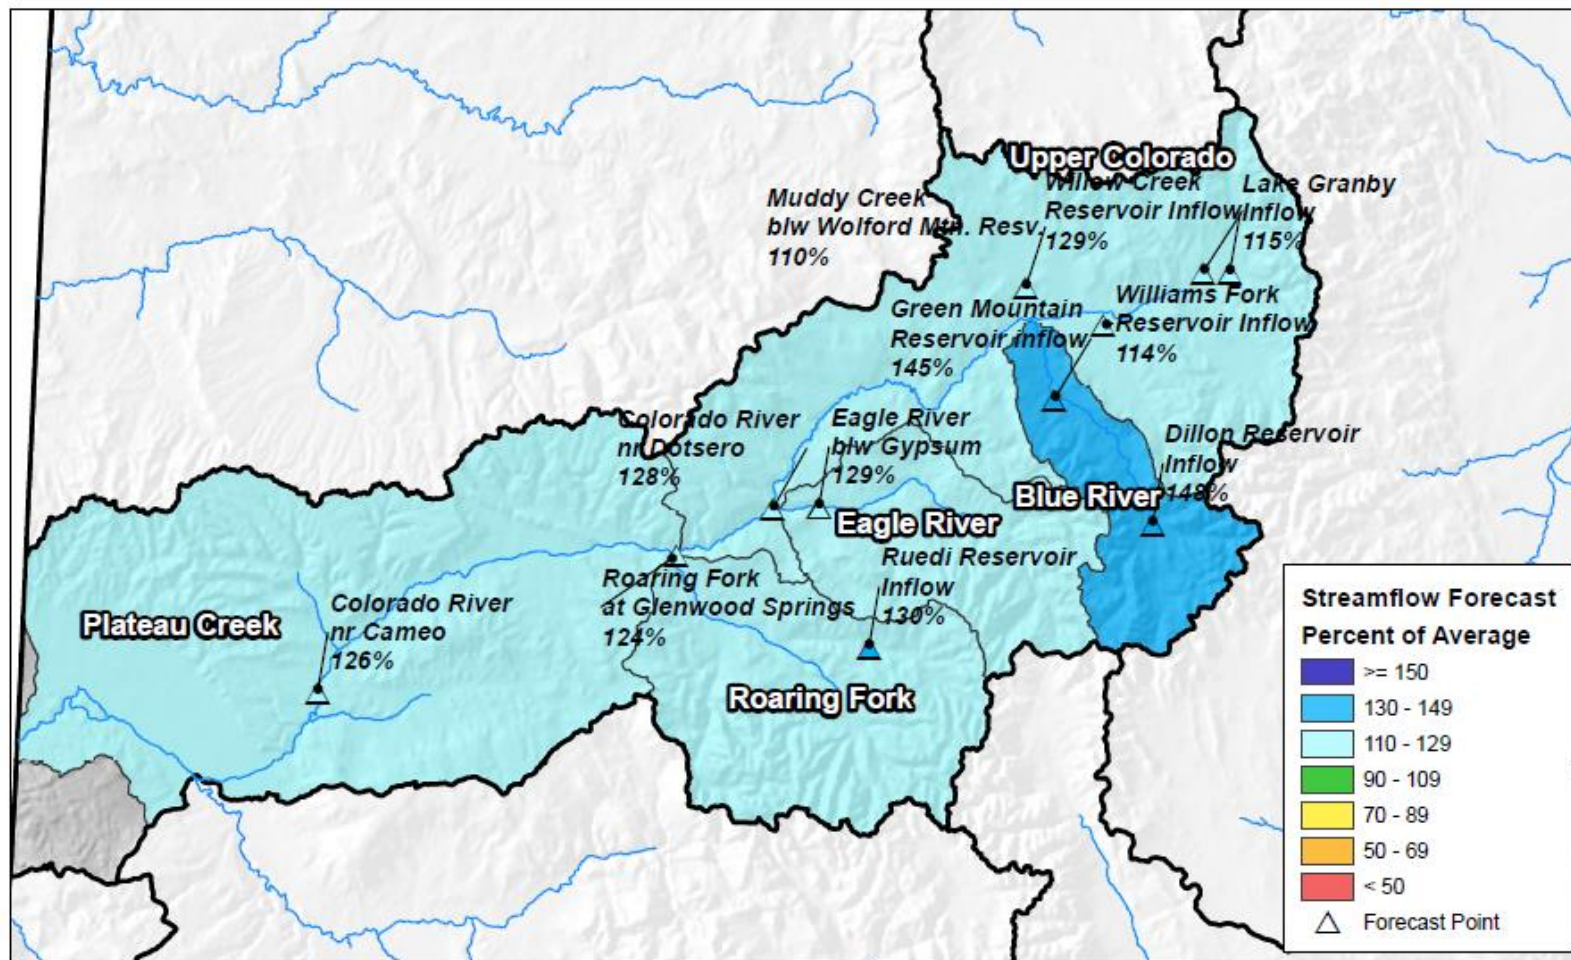 Upper Colorado
Muddy Creek
blw Wolford Mtn. Resv.
110%
Willow Creek
Reservoir Inflow
129%
Lake Granby
Inflow
115%
Green Mountain
Reservoir inflow
145%
Williams Fork
Reservoir Inflow
114%
Colorado River
nr Dotsero
128%
Eagle River
blw Gypsum
129%
Dillon Reservoir
Inflow
148%
Blue River
Eagle River
Ruedi Reservoir
Inflow
130%
Roaring Fork
at Glenwood Springs
124%
Colorado River
nr Cameo
126%
Plateau Creek
Roaring Fork
Streamflow Forecast
Percent of Average
>= 150
130 - 149
110 - 129
90 - 109
70 - 89
50 - 69
< 50
Forecast Point